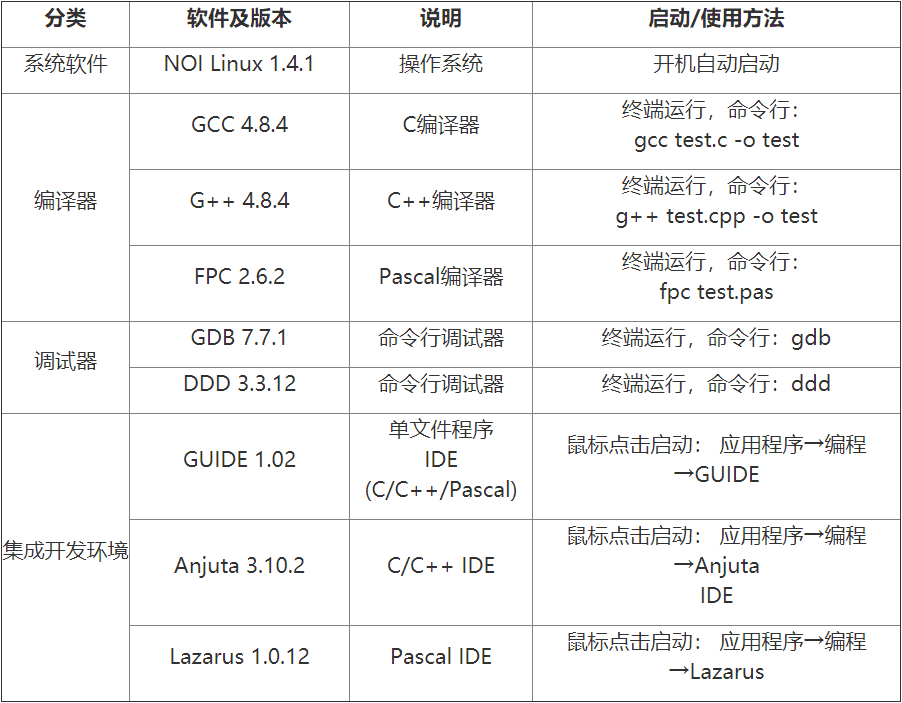 分类 软件及版本 说明 启动/使用方法
系统软件 NOI Linux 1.4.1 操作系统 开机自动启动
编译器
GCC 4.8.4 C编译器 终端运行，命令行：
gcc test.c -o test
G++ 4.8.4 C++编译器 终端运行，命令行：
g++ test.cpp -o test
FPC 2.6.2 Pascal编译器 终端运行，命令行：
fpc test.pas
调试器
GDB 7.7.1 命令行调试器 终端运行，命令行：gdb
DDD 3.3.12 命令行调试器 终端运行，命令行：ddd
集成开发环境
GUIDE 1.02
单文件程序
IDE
(C/C++/Pascal)
鼠标点击启动： 应用程序→编程
→GUIDE
Anjuta 3.10.2 C/C++ IDE
鼠标点击启动： 应用程序→编程
→Anjuta
IDE
Lazarus 1.0.12 Pascal IDE
鼠标点击启动： 应用程序→编程
→Lazarus